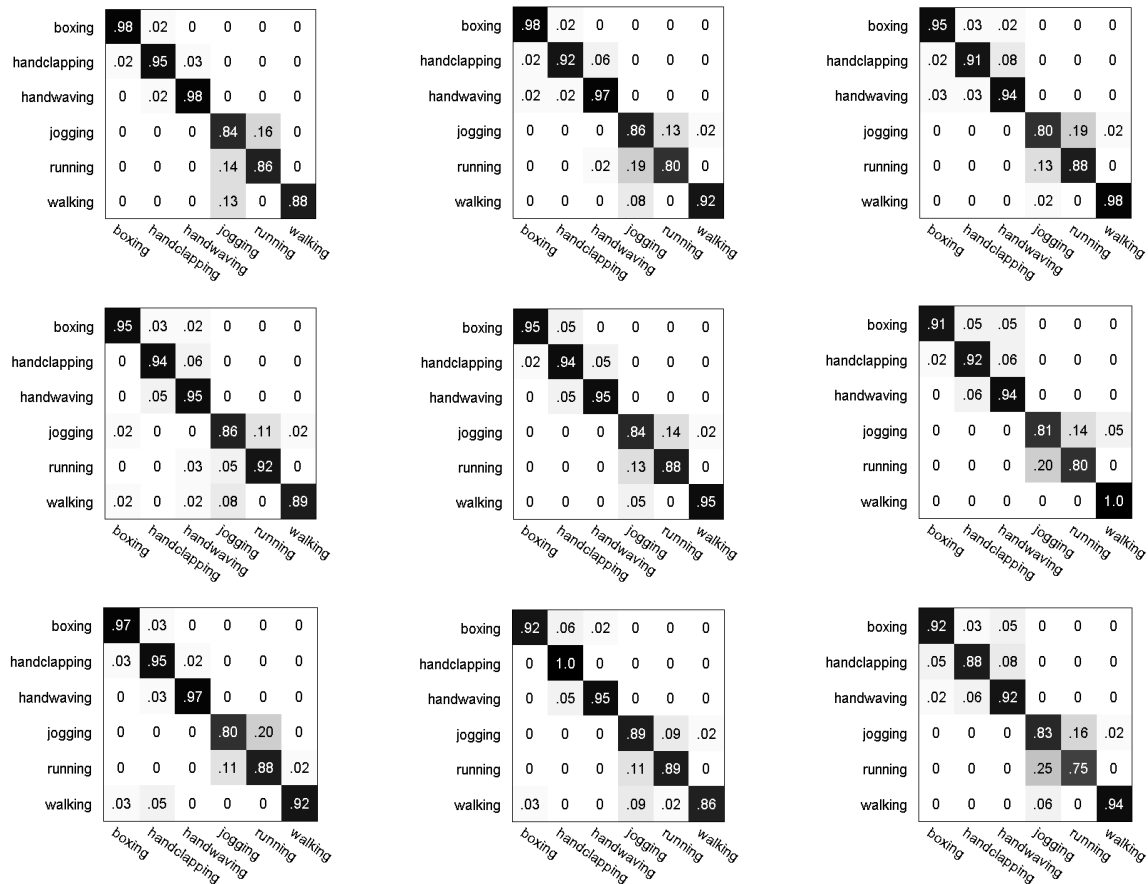 boxing .98 .02 0 0 0 0
handclapping .02 .95 .03 0 0 0
handwaving 0 .02 .98 0 0 0
jogging 0 0 0 .84 .16 0
running 0 0 0 .14 .86 0
walking 0 0 0 .13 0 .88
boxing handclapping handwaving jogging running walking
boxing .98 .02 0 0 0 0
handclapping .02 .92 .06 0 0 0
handwaving .02 .02 .97 0 0 0
jogging 0 0 0 .86 .13 .02
running 0 0 .02 .19 .80 0
walking 0 0 0 .08 0 .92
boxing handclapping handwaving jogging running walking
boxing .95 .03 .02 0 0 0
handclapping .02 .91 .08 0 0 0
handwaving .03 .03 .94 0 0 0
jogging 0 0 0 .80 .19 .02
running 0 0 0 .13 .88 0
walking 0 0 0 .02 0 .98
boxing handclapping handwaving jogging running walking
boxing .95 .03 .02 0 0 0
handclapping 0 .94 .06 0 0 0
handwaving 0 .05 .95 0 0 0
jogging .02 0 0 .86 .11 .02
running 0 0 .03 .05 .92 0
walking .02 0 .02 .08 0 .89
boxing handclapping handwaving jogging running walking
boxing .95 .05 0 0 0 0
handclapping .02 .94 .05 0 0 0
handwaving 0 .05 .95 0 0 0
jogging 0 0 0 .84 .14 .02
running 0 0 0 .13 .88 0
walking 0 0 0 .05 0 .95
boxing handclapping handwaving jogging running walking
boxing .91 .05 .05 0 0 0
handclapping .02 .92 .06 0 0 0
handwaving 0 .06 .94 0 0 0
jogging 0 0 0 .81 .14 .05
running 0 0 0 .20 .80 0
walking 0 0 0 0 0 1.0
boxing handclapping handwaving jogging running walking
boxing .97 .03 0 0 0 0
handclapping .03 .95 .02 0 0 0
handwaving 0 .03 .97 0 0 0
jogging 0 0 0 .80 .20 0
running 0 0 0 .11 .88 .02
walking .03 .05 0 0 0 .92
boxing handclapping handwaving jogging running walking
boxing .92 .06 .02 0 0 0
handclapping 0 1.0 0 0 0 0
handwaving 0 .05 .95 0 0 0
jogging 0 0 0 .89 .09 .02
running 0 0 0 .11 .89 0
walking .03 0 0 .09 .02 .86
boxing handclapping handwaving jogging running walking
boxing .92 .03 .05 0 0 0
handclapping .05 .88 .08 0 0 0
handwaving .02 .06 .92 0 0 0
jogging 0 0 0 .83 .16 .02
running 0 0 0 .25 .75 0
walking 0 0 0 .06 0 .94
boxing handclapping handwaving jogging running walking